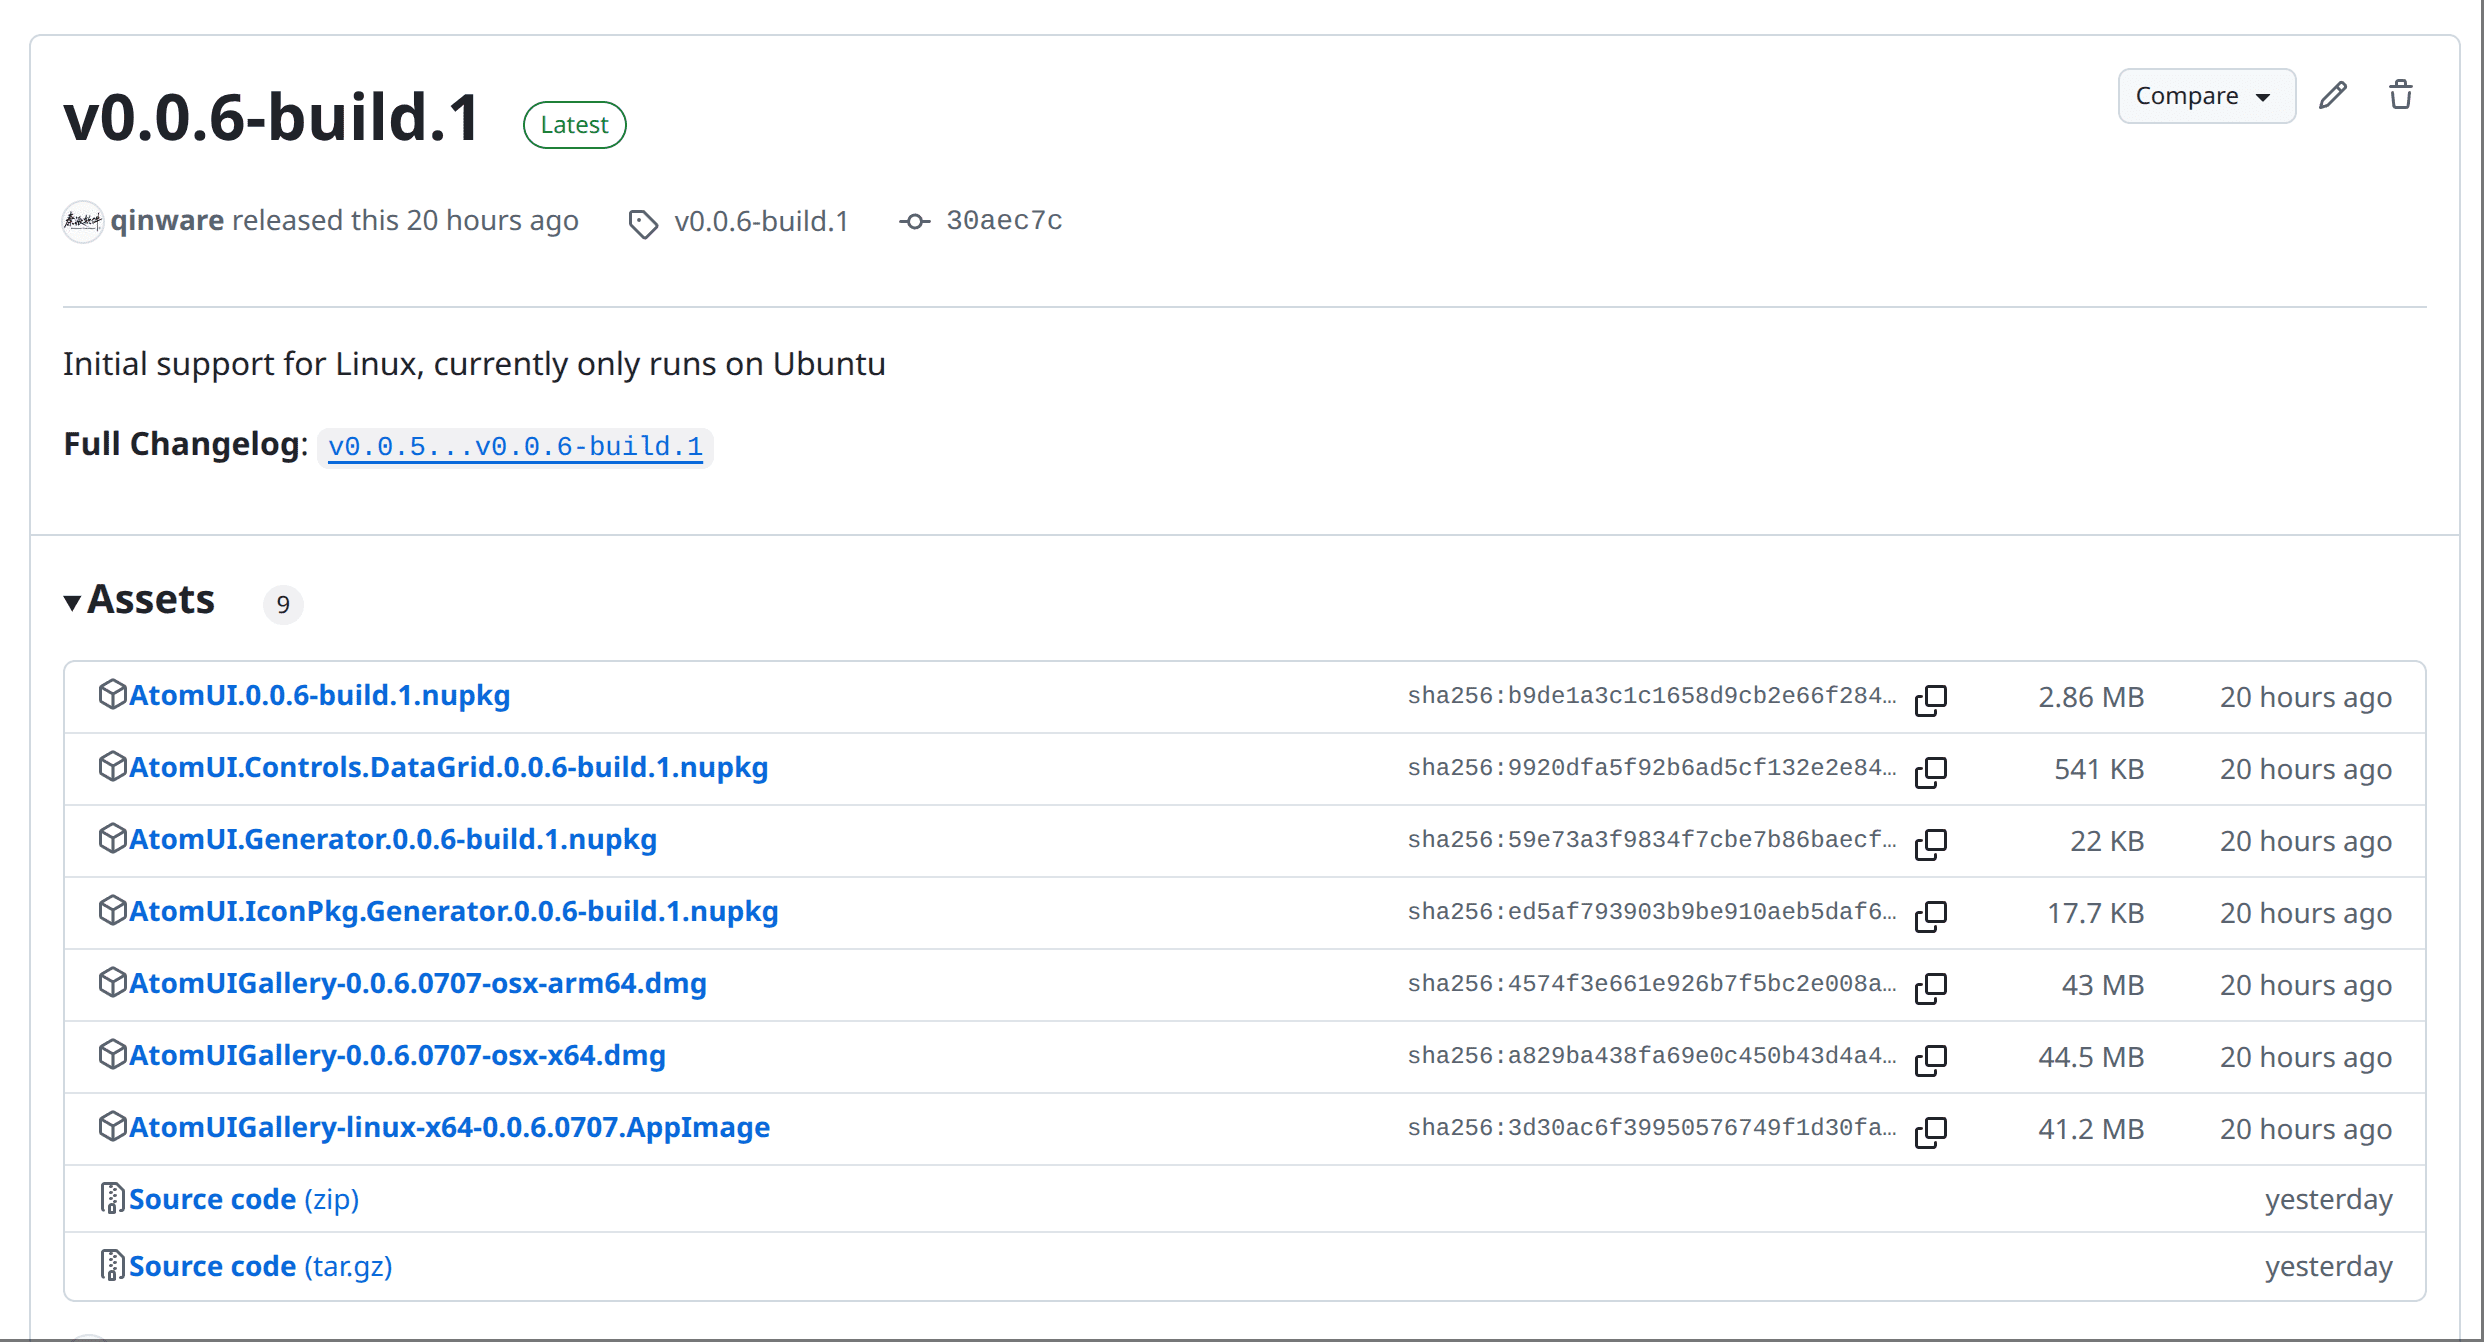 v0.0.6-build.1 Latest Compare
qinware released this 20 hours ago v0.0.6-build.1 30aec7c
Initial support for Linux, currently only runs on Ubuntu
Full Changelog: v0.0.5...v0.0.6-build.1
Assets 9
AtomUI.0.0.6-build.1.nupkg sha256:b9de1a3c1c1658d9cb2e66f284… 2.86 MB 20 hours ago
AtomUI.Controls.DataGrid.0.0.6-build.1.nupkg sha256:9920dfa5f92b6ad5cf132e2e84… 541 KB 20 hours ago
AtomUI.Generator.0.0.6-build.1.nupkg sha256:59e73a3f9834f7cbe7b86baecf… 22 KB 20 hours ago
AtomUI.IconPkg.Generator.0.0.6-build.1.nupkg sha256:ed5af793903b9be910aeb5daf6… 17.7 KB 20 hours ago
AtomUIGallery-0.0.6.0707-osx-arm64.dmg sha256:4574f3e661e926b7f5bc2e008a… 43 MB 20 hours ago
AtomUIGallery-0.0.6.0707-osx-x64.dmg sha256:a829ba438fa69e0c450b43d4a4… 44.5 MB 20 hours ago
AtomUIGallery-linux-x64-0.0.6.0707.AppImage sha256:3d30ac6f39950576749f1d30fa… 41.2 MB 20 hours ago
Source code (zip) yesterday
Source code (tar.gz) yesterday